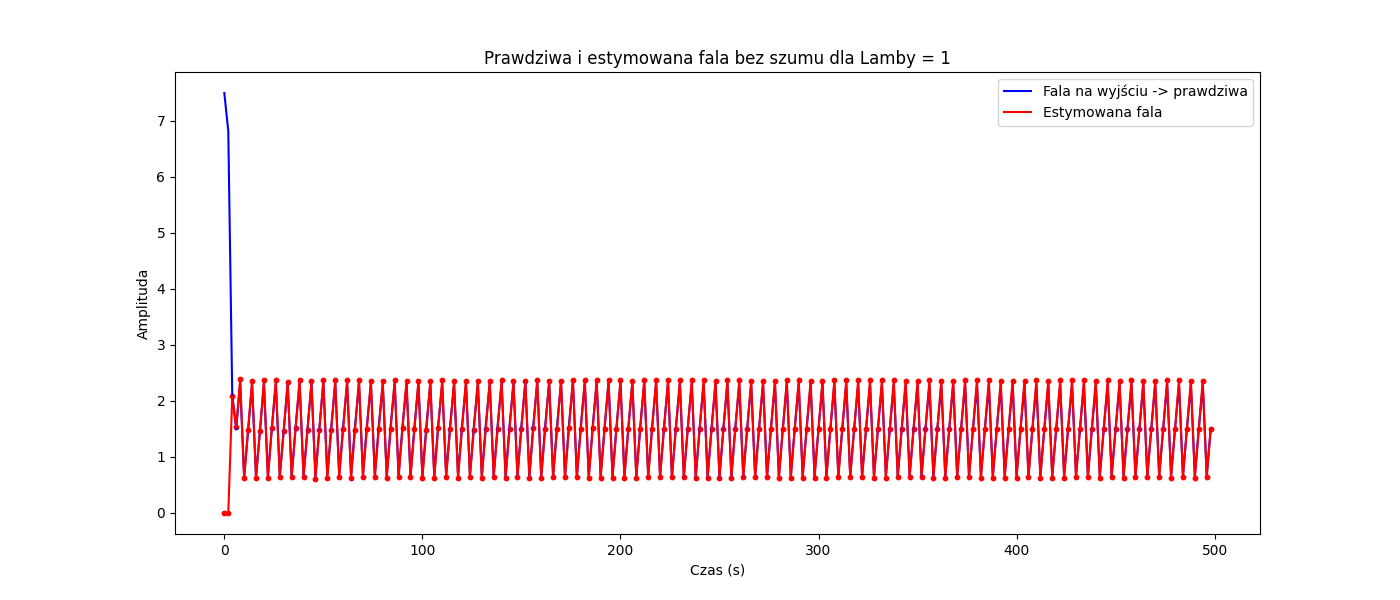 Prawdziwa i estymowana fala bez szumu dla Lamby = 1
Fala na wyjściu -> prawdziwa
Estymowana fala
Amplituda
7
6
5
4
3
2
1
0
0 100 200 300 400 500
Czas (s)